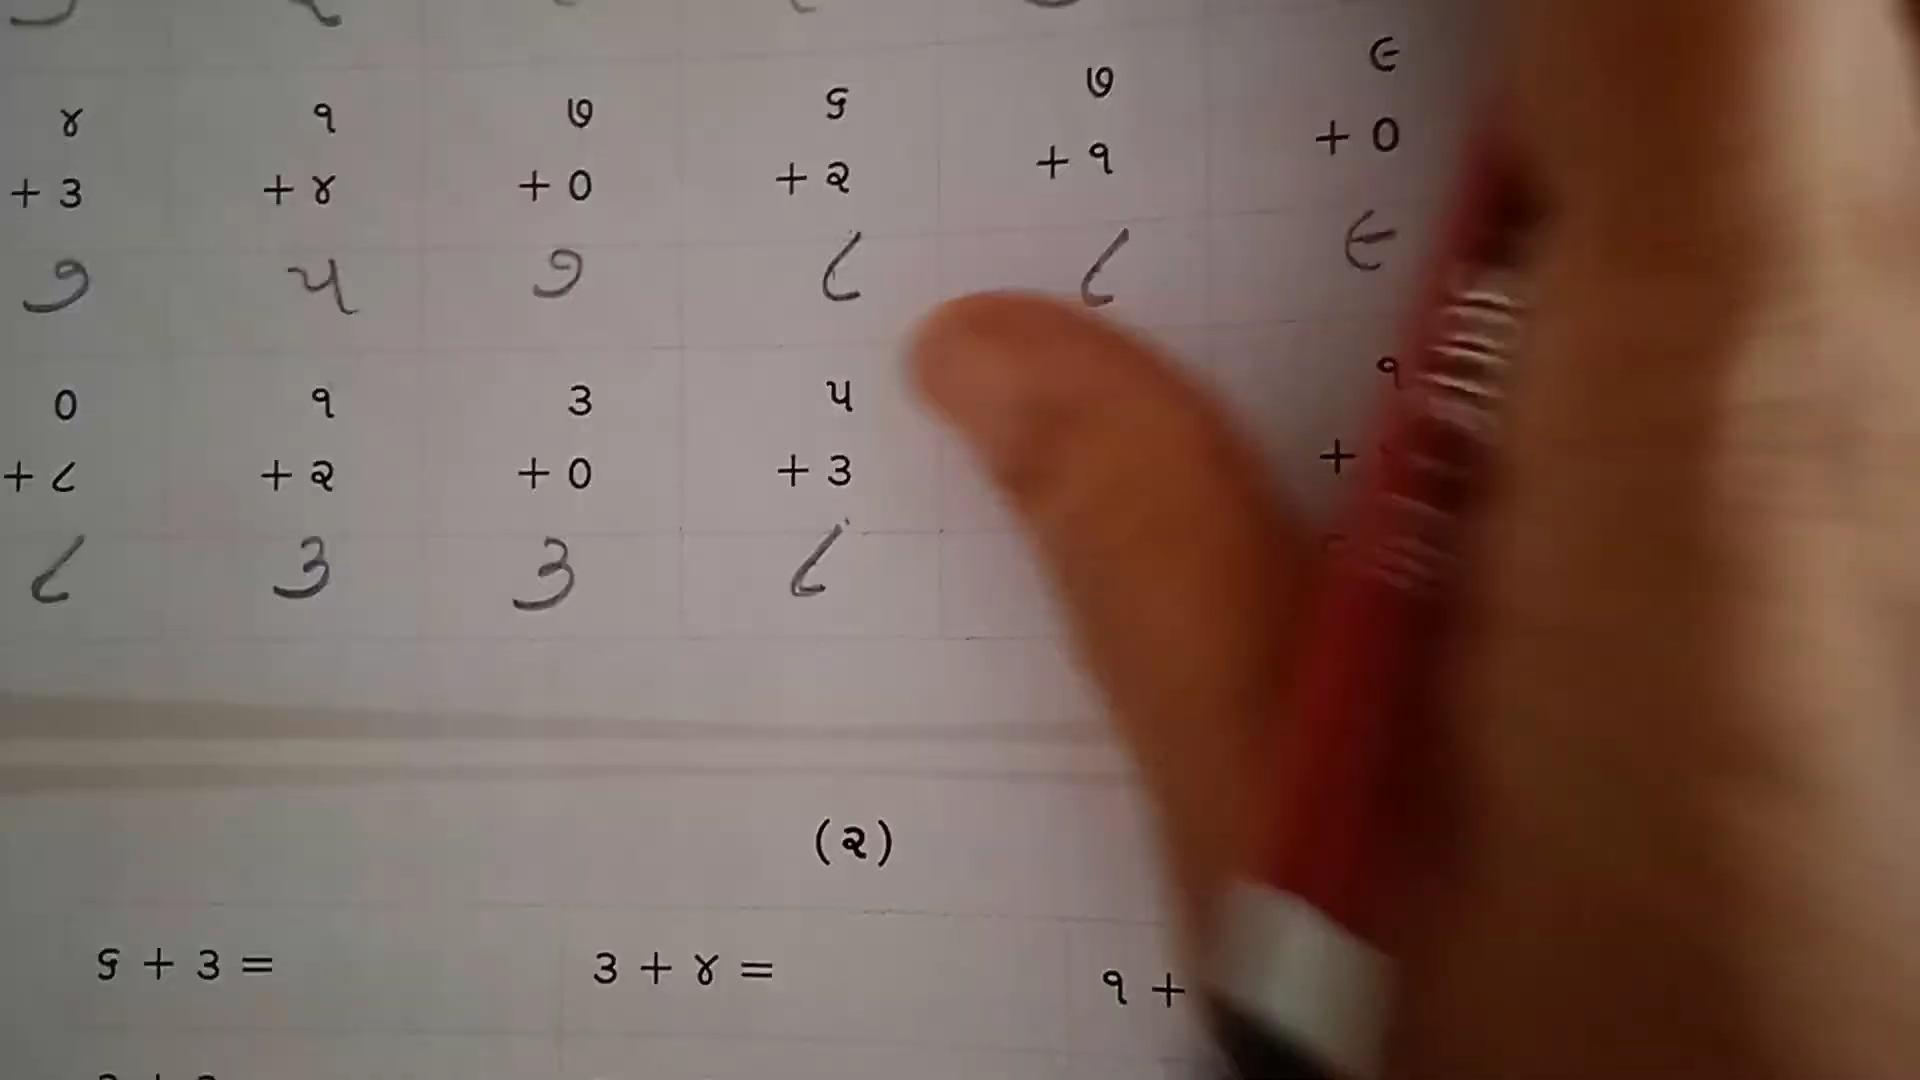 ૪ ૧ ૭ ૬ ૭ ૯
+ ૩ + ૪ + ૦ + ૨ + ૧ + ૦
૭ ૫ ૭ ૮ ૮ ૯
૦ ૧ ૩ ૫ ૧
+ ૮ + ૨ + ૦ + ૩ +
૮ ૩ ૩ ૮
(૨)
૬ + ૩ = ૩ + ૪ = ૧ +